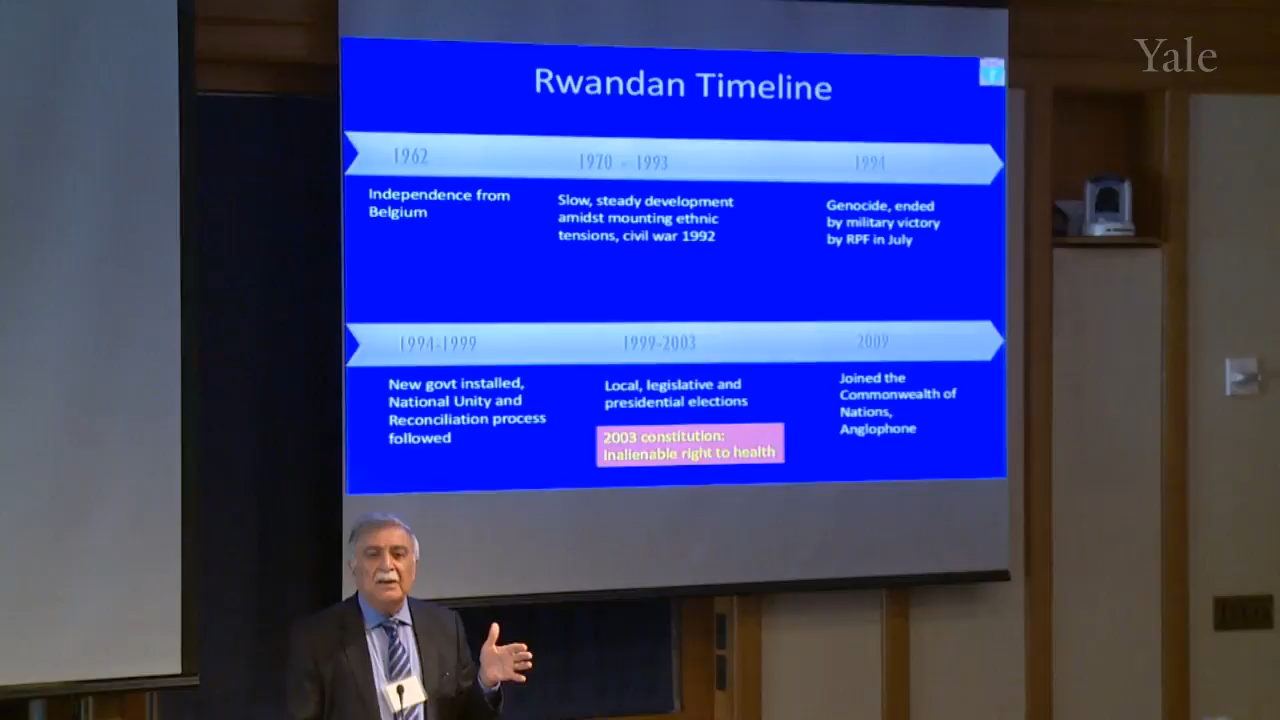 Yale
Rwandan Timeline
1962
1970 - 1993
1994
Independence from
Belgium
Slow, steady development
amidst mounting ethnic
tensions, civil war 1992
Genocide, ended
by military victory
by RPF in July
1994-1999
1999-2003
2009
New govt installed,
National Unity and
Reconciliation process
followed
Local, legislative and
presidential elections
2003 constitution:
Inalienable right to health
Joined the
Commonwealth of
Nations,
Anglophone